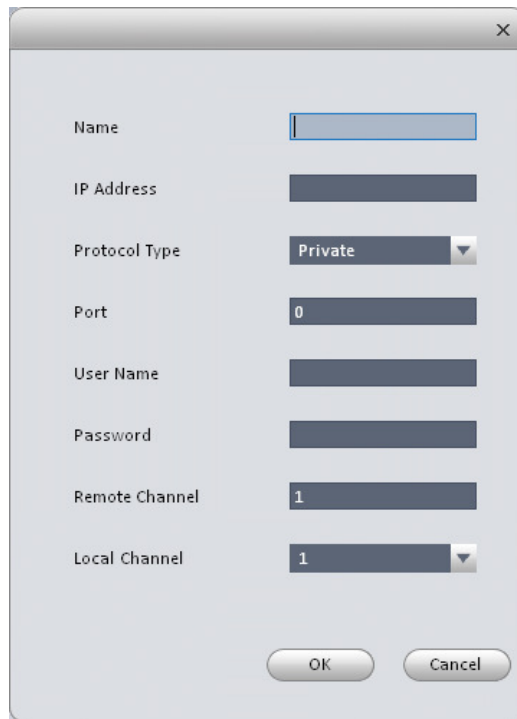 Name
IP Address
Protocol Type Private
Port 0
User Name
Password
Remote Channel 1
Local Channel 1
OK Cancel